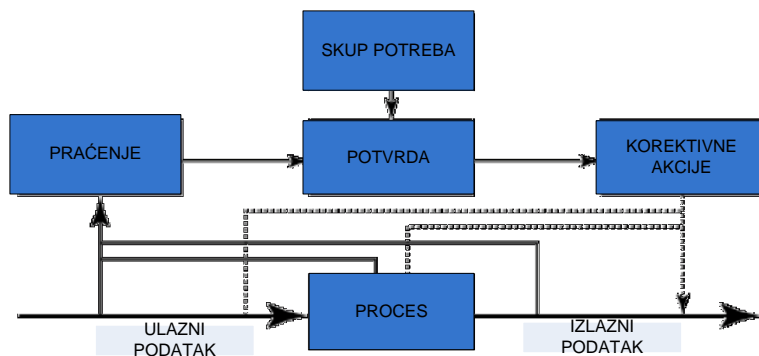 SKUP POTREBA
PRAĆENJE
POTVRDA
KOREKTIVNE
AKCIJE
PROCES
ULAZNI
PODATAK
IZLAZNI
PODATAK